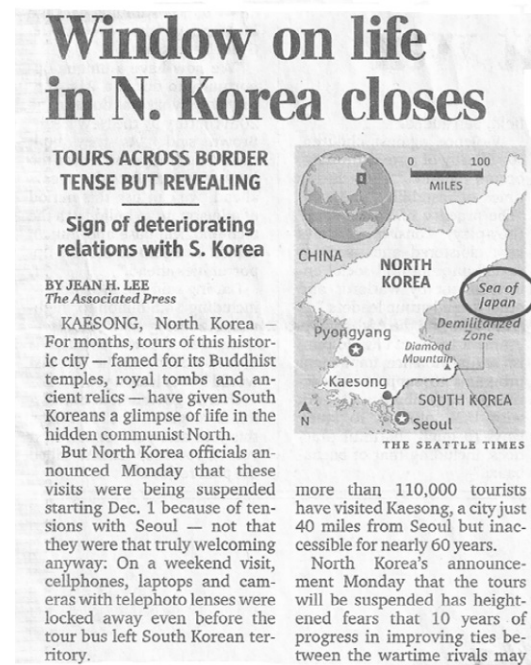 Window on life
in N. Korea closes
TOURS ACROSS BORDER
TENSE BUT REVEALING
Sign of deteriorating
relations with S. Korea
BY JEAN H. LEE
The Associated Press
KAESONG, North Korea —
For months, tours of this histor-
ic city — famed for its Buddhist
temples, royal tombs and an-
cient relics — have given South
Koreans a glimpse of life in the
hidden communist North.
But North Korea officials an-
nounced Monday that these
visits were being suspended
starting Dec. 1 because of ten-
sions with Seoul — not that
they were that truly welcoming
anyway: On a weekend visit,
cellphones, laptops and cam-
eras with telephoto lenses were
locked away even before the
tour bus left South Korean ter-
ritory.
0 100
MILES
CHINA
NORTH
KOREA
Sea of
Japan
Demilitarized
Zone
Pyongyang
Diamond
Mountain
Kaesong
SOUTH KOREA
Seoul
N
THE SEATTLE TIMES
more than 110,000 tourists
have visited Kaesong, a city just
40 miles from Seoul but inac-
cessible for nearly 60 years.
North Korea's announce-
ment Monday that the tours
will be suspended has height-
ened fears that 10 years of
progress in improving ties be-
tween the wartime rivals may